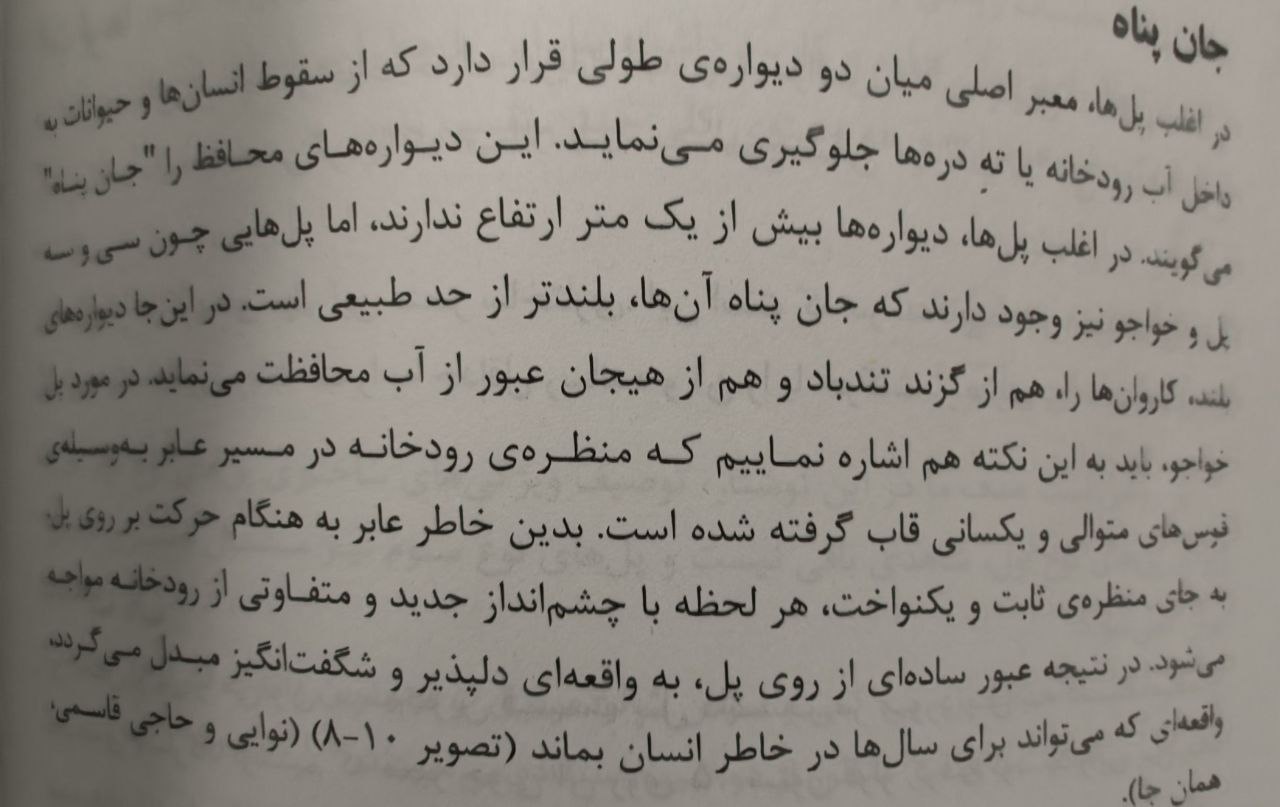 جان پناه
در اغلب پل‌ها، معبر اصلی میان دو دیواره‌ی طولی قرار دارد که از سقوط انسان‌ها و حیوانات به
داخل آب رودخانه یا تهِ دره‌ها جلوگیری می‌نماید. این دیواره‌های محافظ را "جان پناه"
می‌گویند. در اغلب پل‌ها، دیواره‌ها بیش از یک متر ارتفاع ندارند، اما پل‌هایی چون سی و سه
پل و خواجو نیز وجود دارند که جان پناه آن‌ها، بلندتر از حد طبیعی است. در این‌جا دیواره‌های
بلند، کاروان‌ها را، هم از گزند تندباد و هم از هیجان عبور از آب محافظت می‌نماید. در مورد پل
خواجو، باید به این نکته هم اشاره نماییم که منظره‌ی رودخانه در مسیر عابر به‌وسیله‌ی
قوس‌های متوالی و یکسانی قاب گرفته شده است. بدین خاطر عابر به هنگام حرکت بر روی پل،
به جای منظره‌ی ثابت و یکنواخت، هر لحظه با چشم‌انداز جدید و متفاوتی از رودخانه مواجه
می‌شود. در نتیجه عبور ساده‌ای از روی پل، به واقعه‌ای دلپذیر و شگفت‌انگیز مبدل می‌گردد،
واقعه‌ای که می‌تواند برای سال‌ها در خاطر انسان بماند (تصویر ۱۰-۸) (نوایی و حاجی قاسمی،
همان جا).